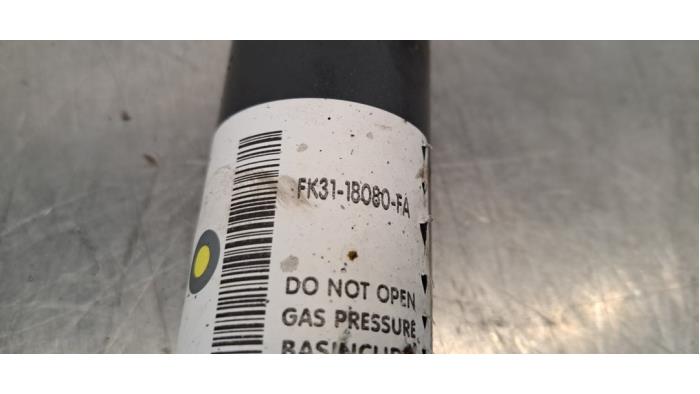 FK31-18080-FA
DO NOT OPEN
GAS PRESSURE